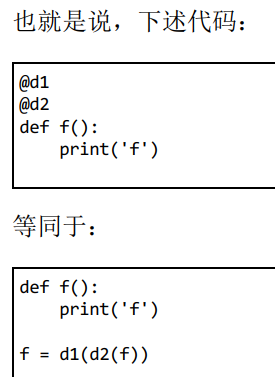 也就是说，下述代码：
@d1
@d2
def f():
    print('f')
等同于：
def f():
    print('f')
f = d1(d2(f))